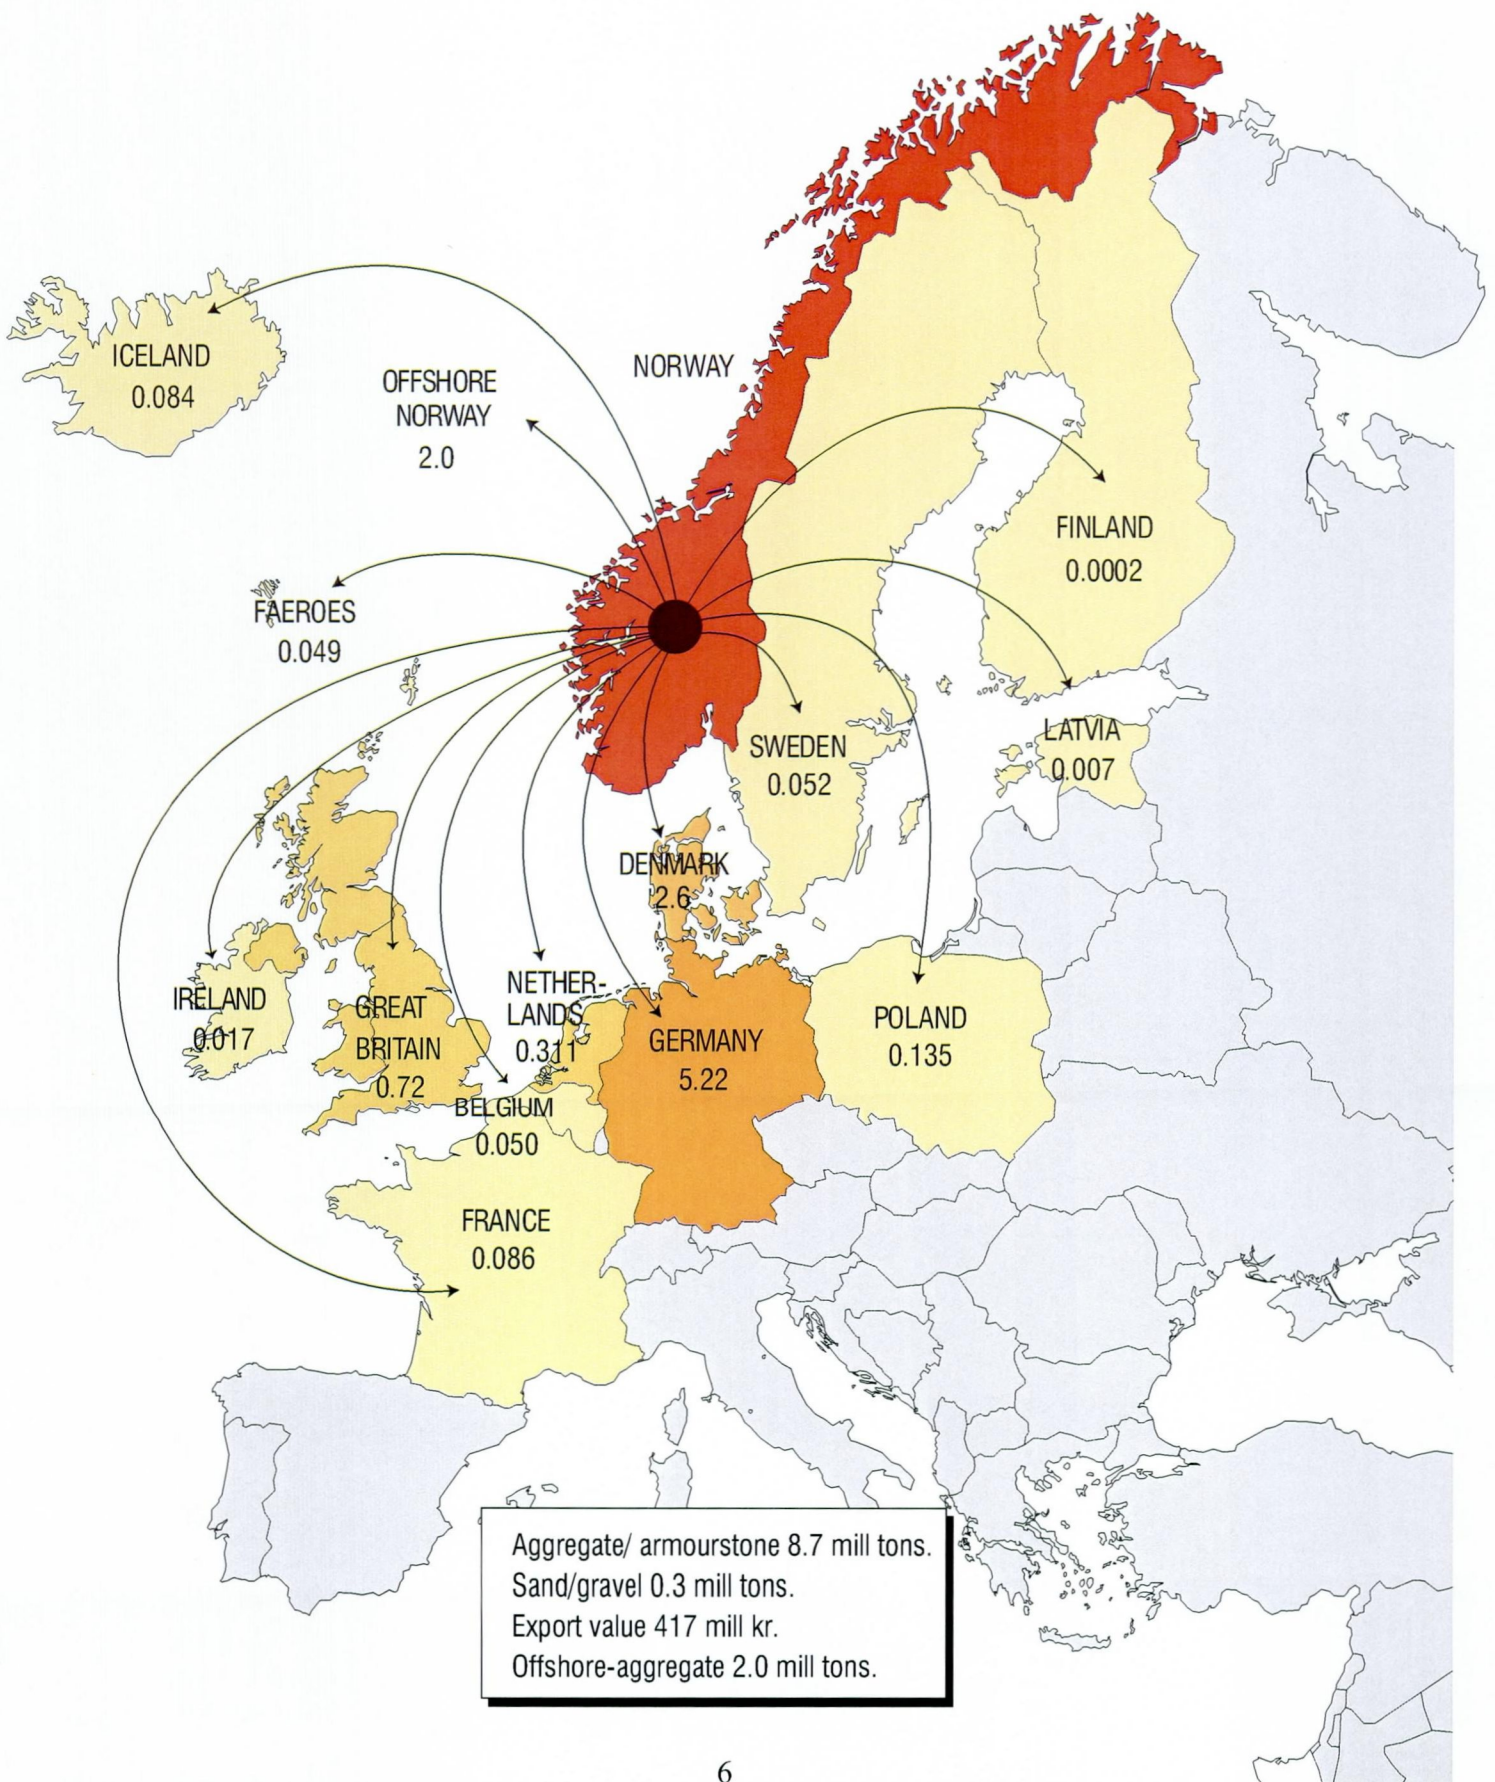 NORWAY
ICELAND
0.084
OFFSHORE
NORWAY
2.0
FINLAND
0.0002
FAEROES
0.049
LATVIA
0.007
SWEDEN
0.052
DENMARK
2.6
IRELAND
0.017
GREAT
BRITAIN
0.72
NETHER-
LANDS
0.311
GERMANY
5.22
POLAND
0.135
BELGIUM
0.050
FRANCE
0.086
Aggregate/ armourstone 8.7 mill tons.
Sand/gravel 0.3 mill tons.
Export value 417 mill kr.
Offshore-aggregate 2.0 mill tons.
6